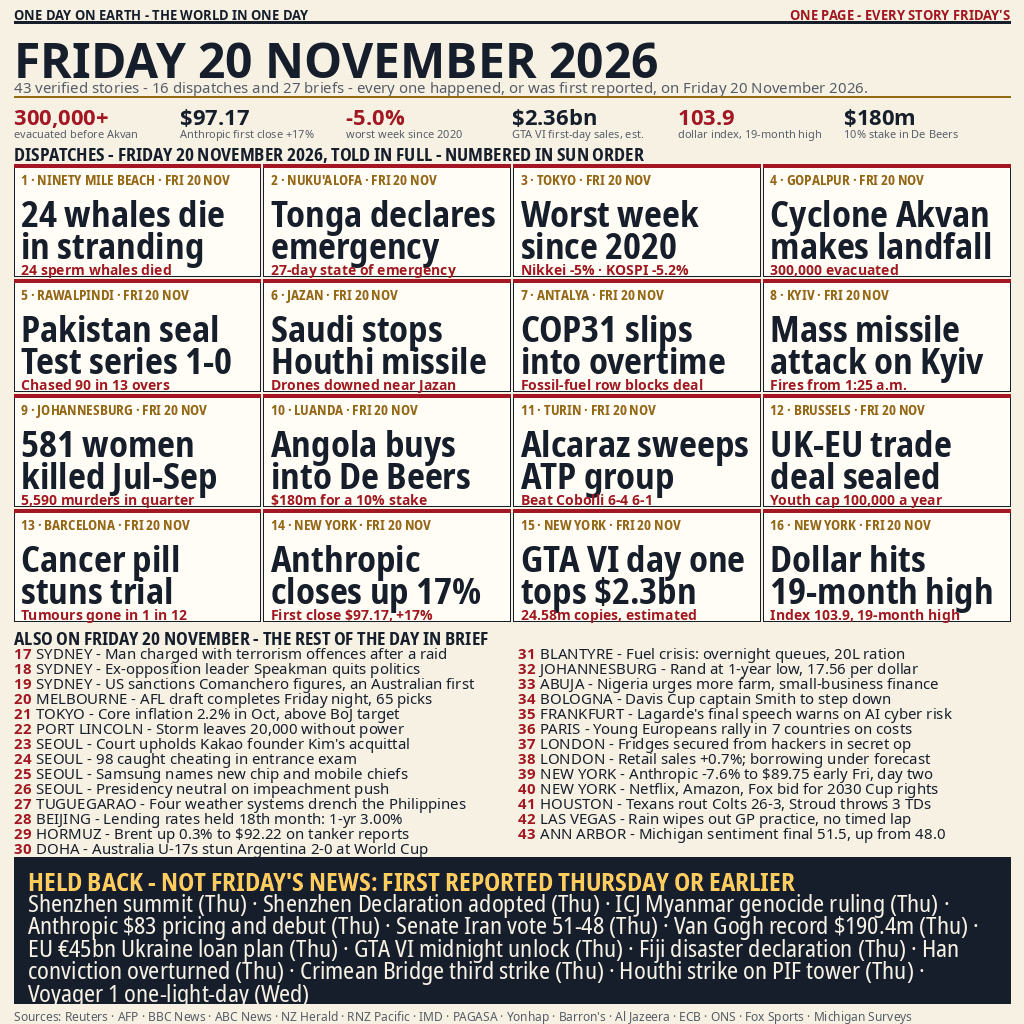 ONE DAY ON EARTH - THE WORLD IN ONE DAY
ONE PAGE - EVERY STORY FRIDAY'S
FRIDAY 20 NOVEMBER 2026
43 verified stories - 16 dispatches and 27 briefs - every one happened, or was first reported, on Friday 20 November 2026.
300,000+
evacuated before Akvan
$97.17
Anthropic first close +17%
-5.0%
worst week since 2020
$2.36bn
GTA VI first-day sales, est.
103.9
dollar index, 19-month high
$180m
10% stake in De Beers
DISPATCHES - FRIDAY 20 NOVEMBER 2026, TOLD IN FULL - NUMBERED IN SUN ORDER
1 · NINETY MILE BEACH · FRI 20 NOV
24 whales die
in stranding
24 sperm whales died
2 · NUKU'ALOFA · FRI 20 NOV
Tonga declares
emergency
27-day state of emergency
3 · TOKYO · FRI 20 NOV
Worst week
since 2020
Nikkei -5% · KOSPI -5.2%
4 · GOPALPUR · FRI 20 NOV
Cyclone Akvan
makes landfall
300,000 evacuated
5 · RAWALPINDI · FRI 20 NOV
Pakistan seal
Test series 1-0
Chased 90 in 13 overs
6 · JAZAN · FRI 20 NOV
Saudi stops
Houthi missile
Drones downed near Jazan
7 · ANTALYA · FRI 20 NOV
COP31 slips
into overtime
Fossil-fuel row blocks deal
8 · KYIV · FRI 20 NOV
Mass missile
attack on Kyiv
Fires from 1:25 a.m.
9 · JOHANNESBURG · FRI 20 NOV
581 women
killed Jul-Sep
5,590 murders in quarter
10 · LUANDA · FRI 20 NOV
Angola buys
into De Beers
$180m for a 10% stake
11 · TURIN · FRI 20 NOV
Alcaraz sweeps
ATP group
Beat Cobolli 6-4 6-1
12 · BRUSSELS · FRI 20 NOV
UK-EU trade
deal sealed
Youth cap 100,000 a year
13 · BARCELONA · FRI 20 NOV
Cancer pill
stuns trial
Tumours gone in 1 in 12
14 · NEW YORK · FRI 20 NOV
Anthropic
closes up 17%
First close $97.17, +17%
15 · NEW YORK · FRI 20 NOV
GTA VI day one
tops $2.3bn
24.58m copies, estimated
16 · NEW YORK · FRI 20 NOV
Dollar hits
19-month high
Index 103.9, 19-month high
ALSO ON FRIDAY 20 NOVEMBER - THE REST OF THE DAY IN BRIEF
17 SYDNEY - Man charged with terrorism offences after a raid
18 SYDNEY - Ex-opposition leader Speakman quits politics
19 SYDNEY - US sanctions Comanchero figures, an Australian first
20 MELBOURNE - AFL draft completes Friday night, 65 picks
21 TOKYO - Core inflation 2.2% in Oct, above BoJ target
22 PORT LINCOLN - Storm leaves 20,000 without power
23 SEOUL - Court upholds Kakao founder Kim's acquittal
24 SEOUL - 98 caught cheating in entrance exam
25 SEOUL - Samsung names new chip and mobile chiefs
26 SEOUL - Presidency neutral on impeachment push
27 TUGUEGARAO - Four weather systems drench the Philippines
28 BEIJING - Lending rates held 18th month: 1-yr 3.00%
29 HORMUZ - Brent up 0.3% to $92.22 on tanker reports
30 DOHA - Australia U-17s stun Argentina 2-0 at World Cup
31 BLANTYRE - Fuel crisis: overnight queues, 20L ration
32 JOHANNESBURG - Rand at 1-year low, 17.56 per dollar
33 ABUJA - Nigeria urges more farm, small-business finance
34 BOLOGNA - Davis Cup captain Smith to step down
35 FRANKFURT - Lagarde's final speech warns on AI cyber risk
36 PARIS - Young Europeans rally in 7 countries on costs
37 LONDON - Fridges secured from hackers in secret op
38 LONDON - Retail sales +0.7%; borrowing under forecast
39 NEW YORK - Anthropic -7.6% to $89.75 early Fri, day two
40 NEW YORK - Netflix, Amazon, Fox bid for 2030 Cup rights
41 HOUSTON - Texans rout Colts 26-3, Stroud throws 3 TDs
42 LAS VEGAS - Rain wipes out GP practice, no timed lap
43 ANN ARBOR - Michigan sentiment final 51.5, up from 48.0
HELD BACK - NOT FRIDAY'S NEWS: FIRST REPORTED THURSDAY OR EARLIER
Shenzhen summit (Thu) · Shenzhen Declaration adopted (Thu) · ICJ Myanmar genocide ruling (Thu) ·
Anthropic $83 pricing and debut (Thu) · Senate Iran vote 51-48 (Thu) · Van Gogh record $190.4m (Thu) ·
EU €45bn Ukraine loan plan (Thu) · GTA VI midnight unlock (Thu) · Fiji disaster declaration (Thu) · Han
conviction overturned (Thu) · Crimean Bridge third strike (Thu) · Houthi strike on PIF tower (Thu) ·
Voyager 1 one-light-day (Wed)
Sources: Reuters · AFP · BBC News · ABC News · NZ Herald · RNZ Pacific · IMD · PAGASA · Yonhap · Barron's · Al Jazeera · ECB · ONS · Fox Sports · Michigan Surveys